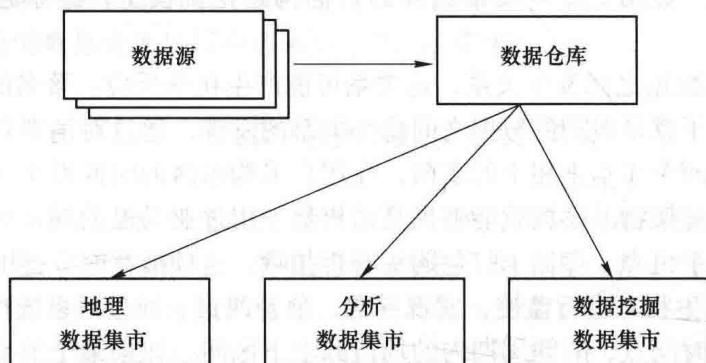 数据源
数据仓库
地理
数据集市
分析
数据集市
数据挖掘
数据集市